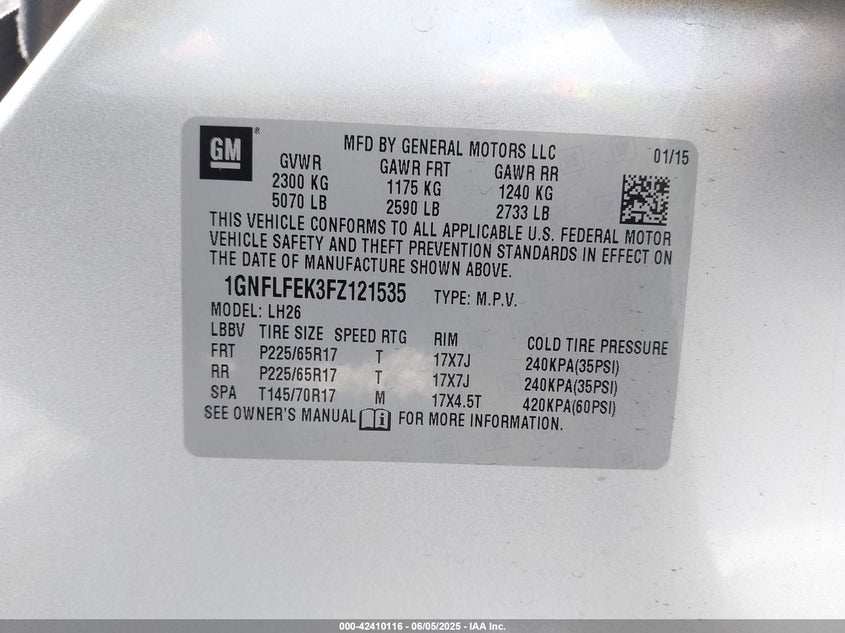 GM ®
MFD BY GENERAL MOTORS LLC 01/15
GVWR GAWR FRT GAWR RR
2300 KG 1175 KG 1240 KG
5070 LB 2590 LB 2733 LB
THIS VEHICLE CONFORMS TO ALL APPLICABLE U.S. FEDERAL MOTOR
VEHICLE SAFETY AND THEFT PREVENTION STANDARDS IN EFFECT ON
THE DATE OF MANUFACTURE SHOWN ABOVE.
1GNFLFEK3FZ121535 TYPE: M.P.V.
MODEL: LH26
LBBV TIRE SIZE SPEED RTG RIM COLD TIRE PRESSURE
FRT P225/65R17 T 17X7J 240KPA(35PSI)
RR P225/65R17 T 17X7J 240KPA(35PSI)
SPA T145/70R17 M 17X4.5T 420KPA(60PSI)
SEE OWNER'S MANUAL i FOR MORE INFORMATION.
000-42410116 - 06/05/2025 - IAA Inc.